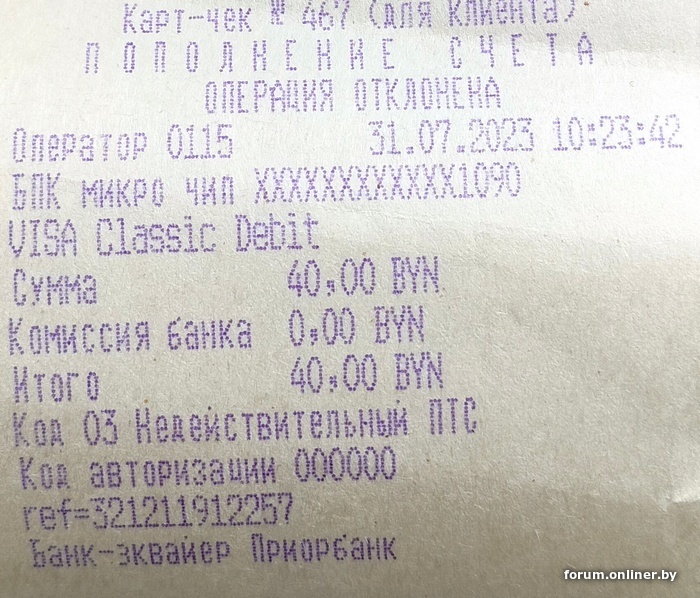 Карт-чек № 467 (для клиента)
ПОПОЛНЕНИЕ СЧЕТА
ОПЕРАЦИЯ ОТКЛОНЕНА
Оператор 0115 31.07.2023 10:23:42
БПК микро чип XXXXXXXXXXXX1090
VISA Classic Debit
Сумма 40,00 BYN
Комиссия банка 0,00 BYN
Итого 40,00 BYN
Код 03 Недействительный ПТС
Код авторизации 000000
ref=321211912257
Банк-эквайер Приорбанк
forum.onliner.by